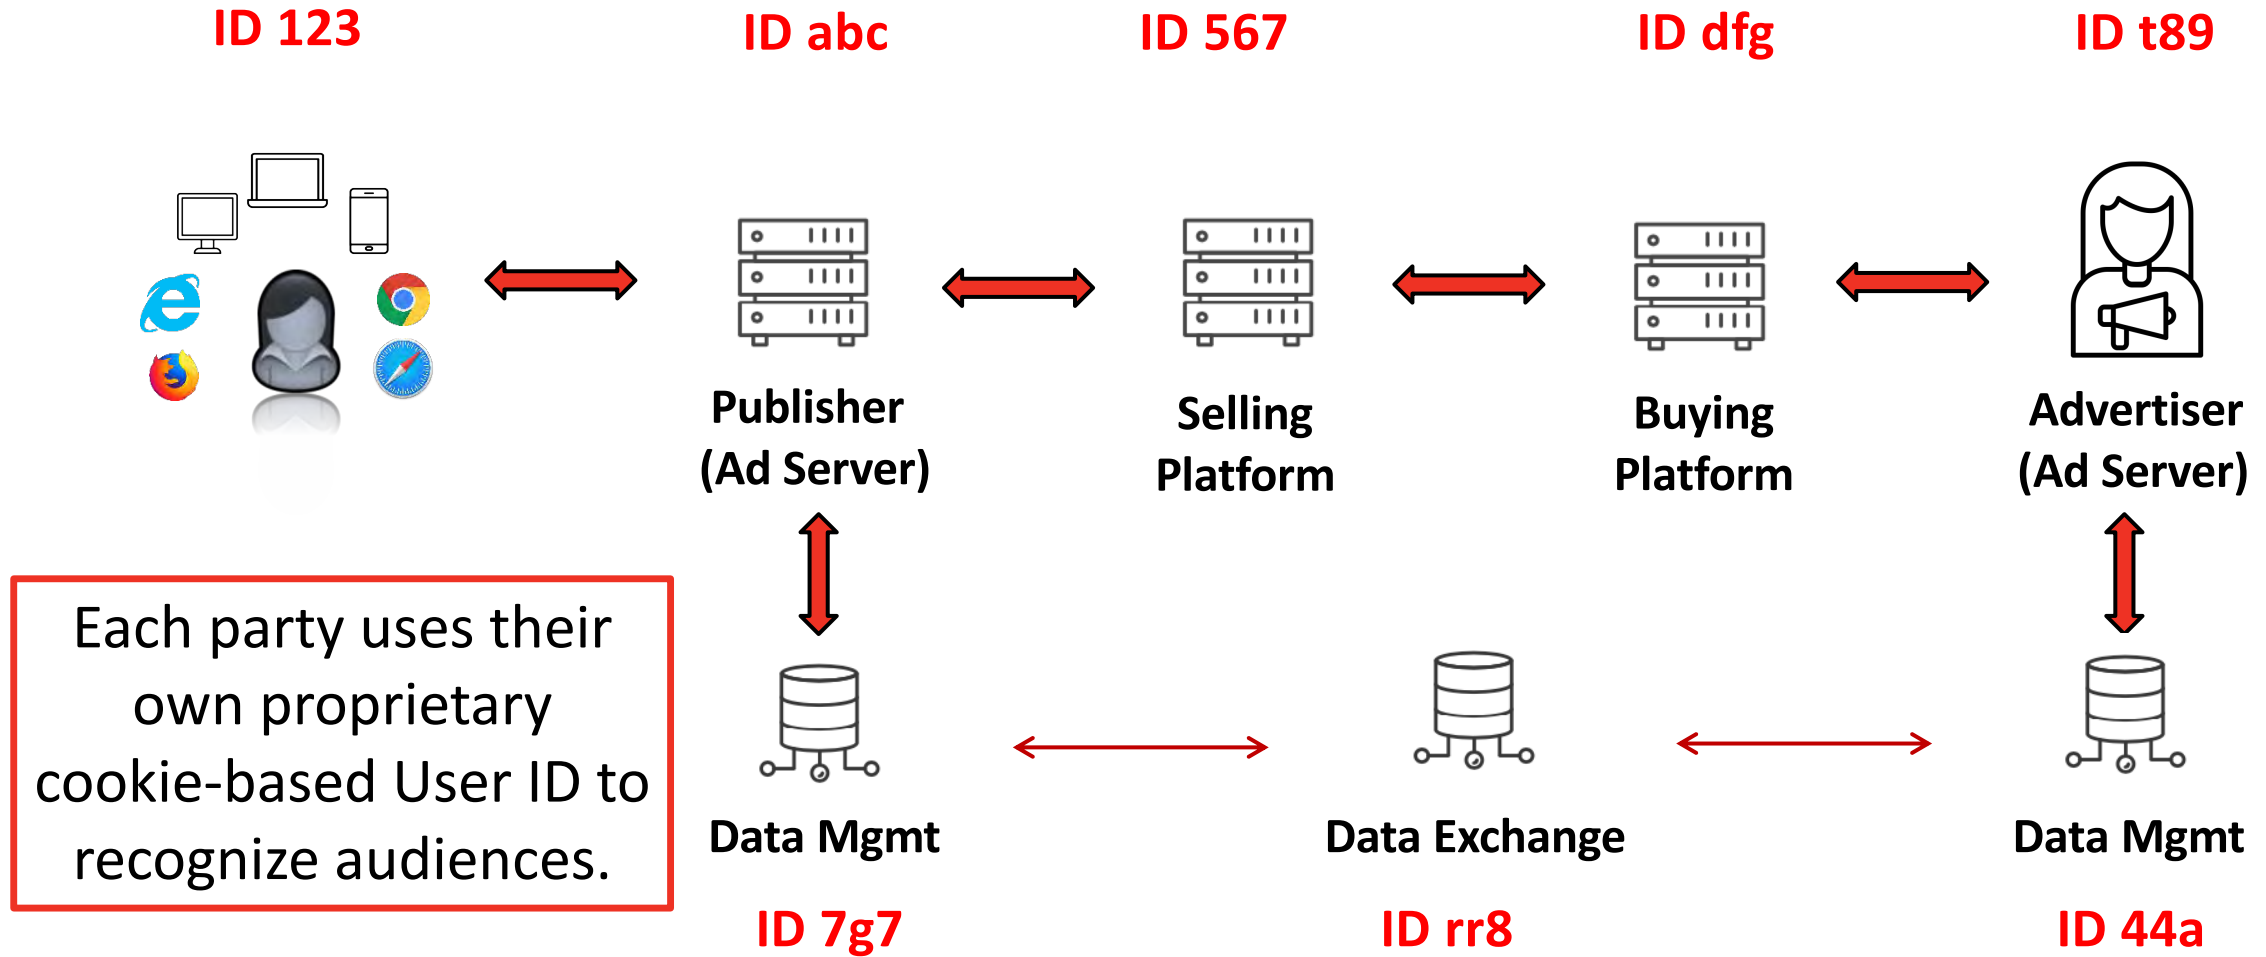 ID 123
ID abc
ID 567
ID dfg
ID t89
Publisher
(Ad Server)
Selling
Platform
Buying
Platform
Advertiser
(Ad Server)
Each party uses their
own proprietary
cookie-based User ID to
recognize audiences.
Data Mgmt
Data Exchange
Data Mgmt
ID 7g7
ID rr8
ID 44a